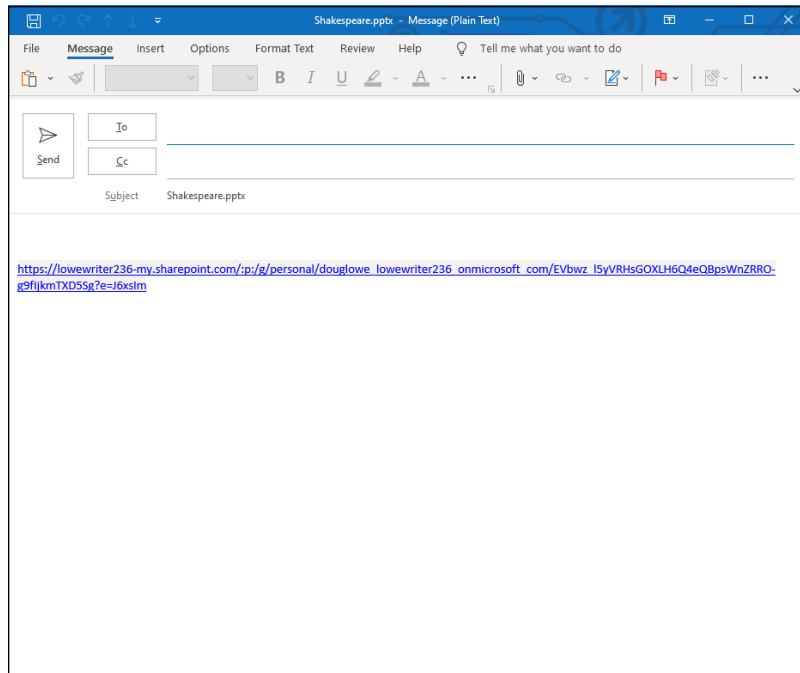 Shakespeare.pptx - Message (Plain Text)
File Message Insert Options Format Text Review Help Tell me what you want to do
B I U A
To
Send
Cc
Subject Shakespeare.pptx
https://lowewriter236-my.sharepoint.com/:p:/g/personal/douglowe_lowewriter236_onmicrosoft_com/EVbwz_l5yVRHsGOXLH6Q4eQBpsWnZRRO-
g9fIjkmTXD5Sg?e=J6xsIm